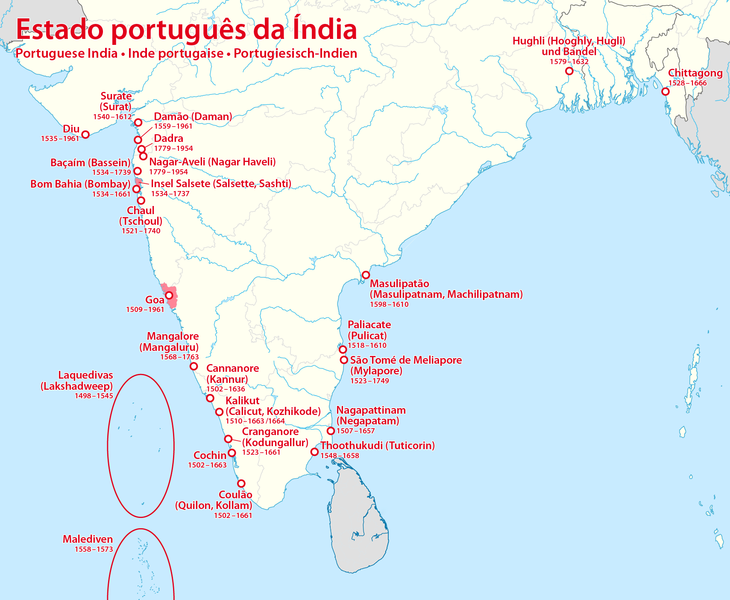 Estado português da Índia
Portuguese India • Inde portugaise • Portugiesisch-Indien
Hughli (Hooghly, Hugli)
und Bandel
1579–1632
Chittagong
1528–1666
Surate
(Surat)
1540–1612
Damão (Daman)
1559–1961
Diu
1535–1961
Dadra
1779–1954
Nagar-Aveli (Nagar Haveli)
1779–1954
Baçaím (Bassein)
1534–1739
Bom Bahia (Bombay)
1534–1661
Insel Salsete (Salsette, Sashti)
1534–1737
Chaul
(Tschoul)
1521–1740
Masulipatão
(Masulipatnam, Machilipatnam)
1598–1610
Goa
1509–1961
Paliacate
(Pulicat)
1518–1610
Mangalore
(Mangaluru)
1568–1763
São Tomé de Meliapore
(Mylapore)
1523–1749
Cannanore
(Kannur)
1502–1636
Laquedivas
(Lakshadweep)
1498–1545
Kalikut
(Calicut, Kozhikode)
1510–1663/1664
Nagapattinam
(Negapatam)
1507–1657
Cranganore
(Kodungallur)
1523–1661
Thoothukudi (Tuticorin)
1548–1658
Cochin
1502–1663
Coulão
(Quilon, Kollam)
1502–1661
Malediven
1558–1573